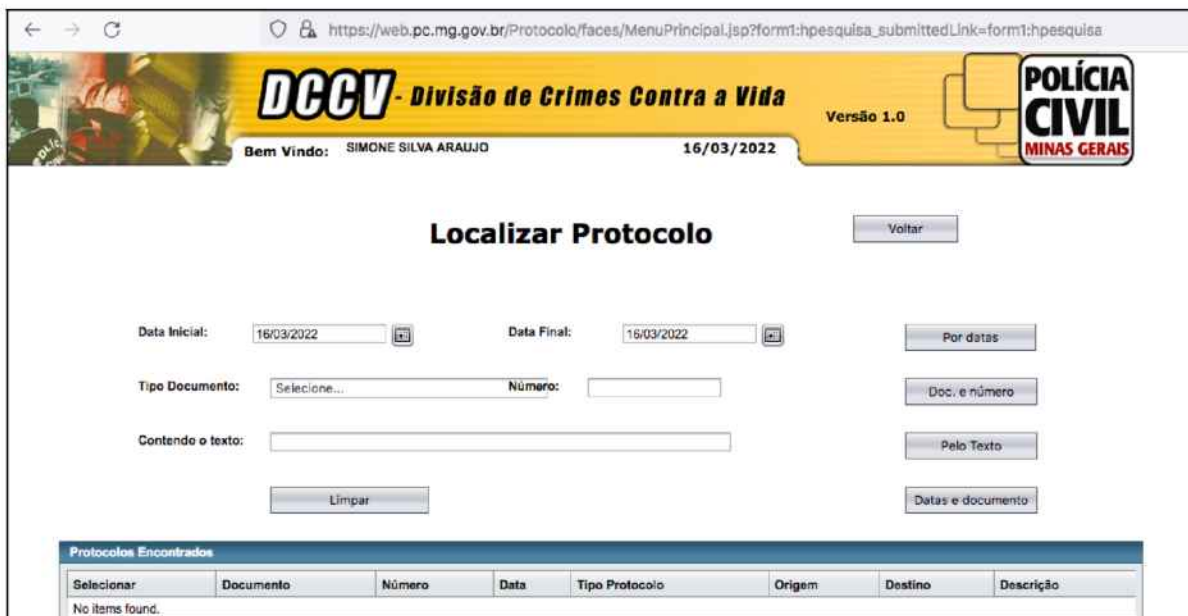 https://web.pc.mg.gov.br/Protocolo/faces/MenuPrincipal.jsp?form1:hpesquisa_submittedLink=form1:hpesquisa
DCCV - Divisão de Crimes Contra a Vida
Versão 1.0
POLÍCIA
CIVIL
MINAS GERAIS
Bem Vindo: SIMONE SILVA ARAUJO 16/03/2022
Localizar Protocolo
Voltar
Data Inicial: 16/03/2022 Data Final: 16/03/2022 Por datas
Tipo Documento: Selecione... Número: Doc. e número
Contendo o texto: Pelo Texto
Limpar Datas e documento
Protocolos Encontrados
Selecionar Documento Número Data Tipo Protocolo Origem Destino Descrição
No items found.